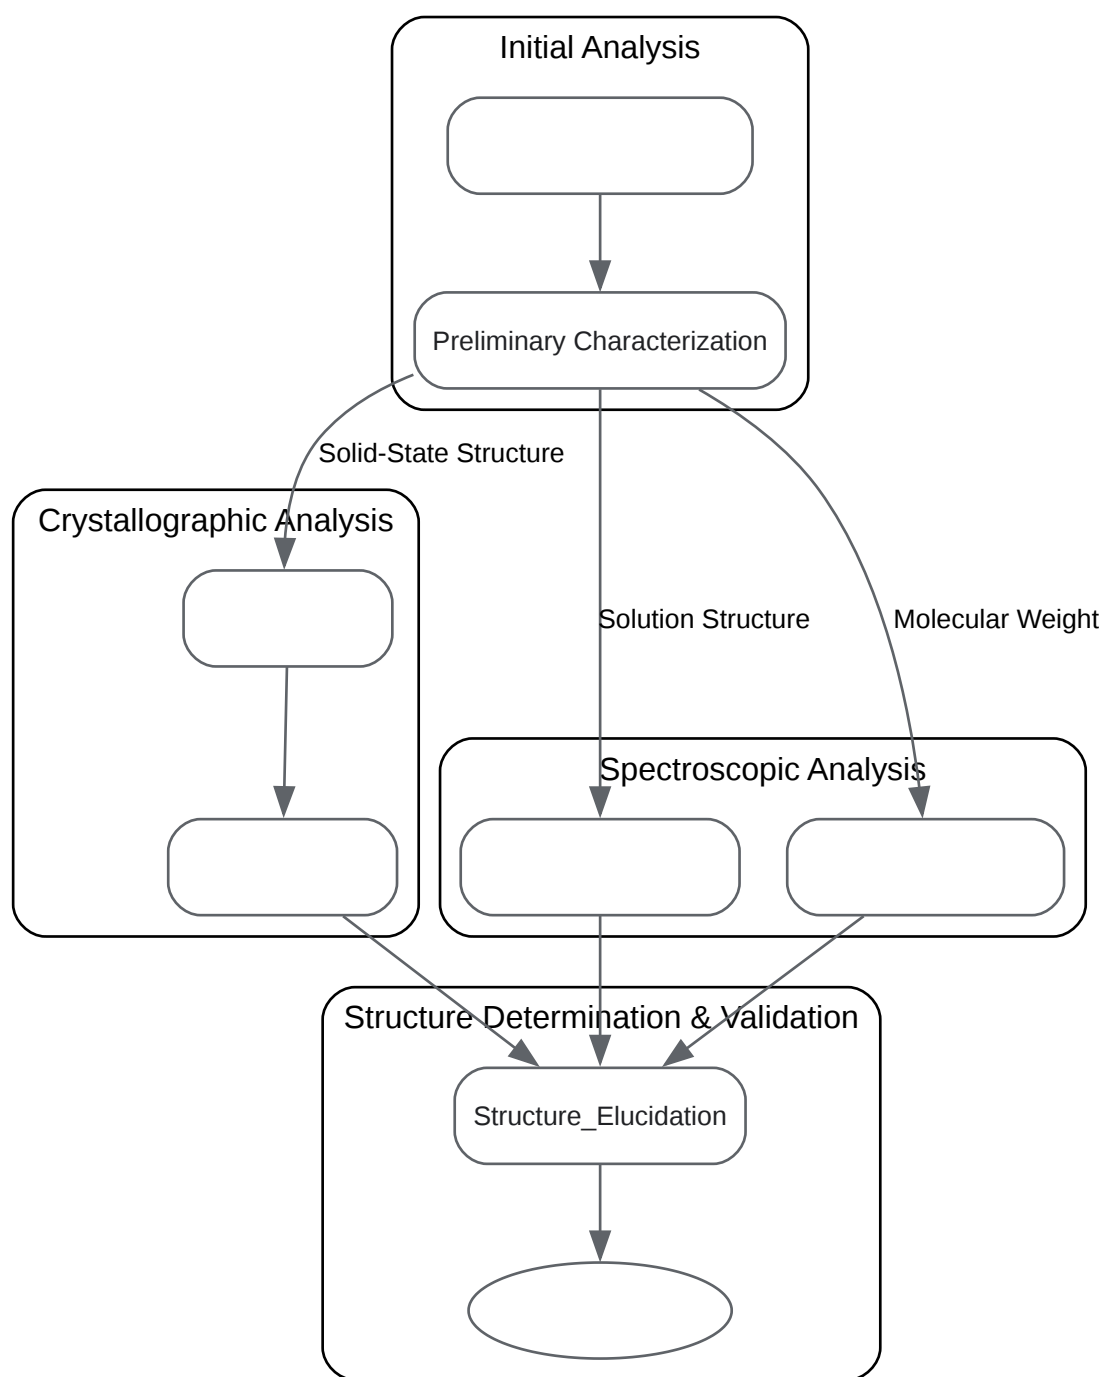 Initial Analysis
Preliminary Characterization
Solid-State Structure
Crystallographic Analysis
Solution Structure
Molecular Weight
Spectroscopic Analysis
Structure Determination & Validation
Structure_Elucidation